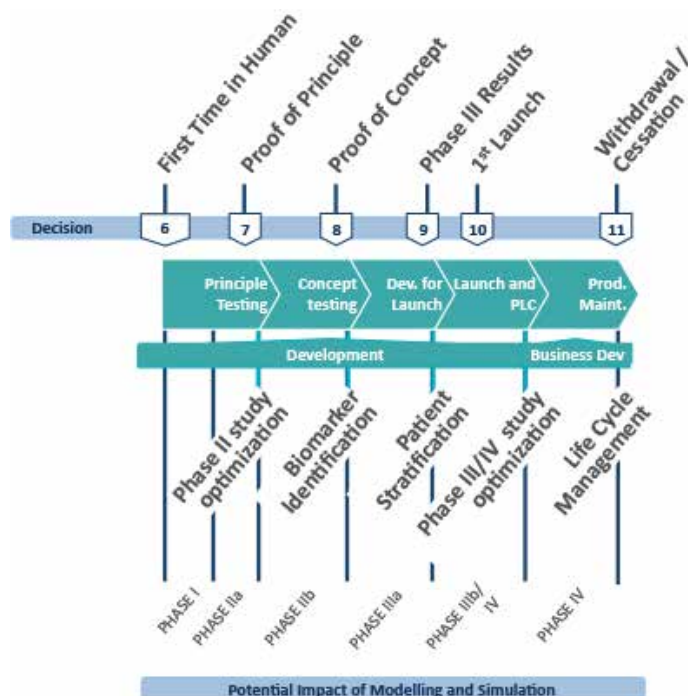 First Time in Human
Proof of Principle
Proof of Concept
Phase III Results
1st Launch
Withdrawal /
Cessation
Decision
6
7
8
9
10
11
Principle
Testing
Concept
testing
Dev. for
Launch
Launch and
PLC
Prod.
Maint.
Development
Business Dev
Phase II study
optimization
Biomarker
Identification
Patient
Stratification
Phase III/IV study
optimization
Life Cycle
Management
PHASE I
PHASE IIa
PHASE IIb
PHASE IIIa
PHASE IIIb/
IV
PHASE IV
Potential Impact of Modelling and Simulation